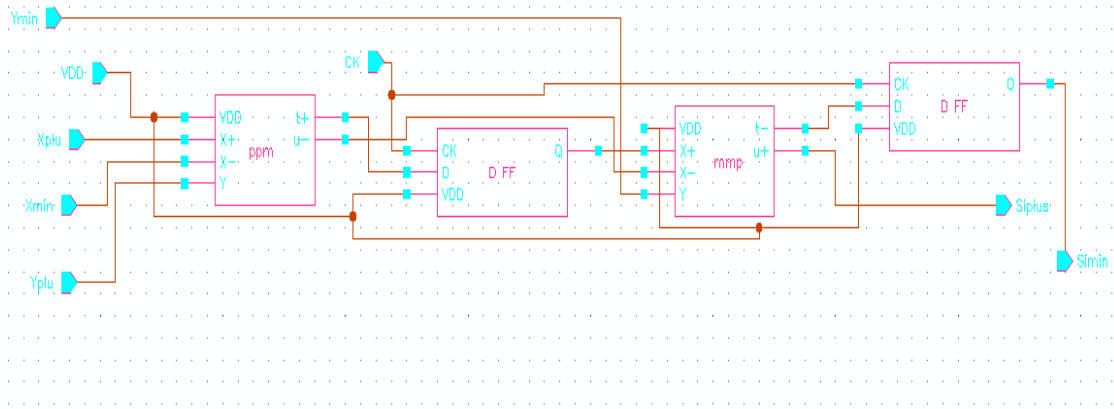 Ymin
CK
VDD
CK Q
D FF
D
VDD
VDD t+
Xplu
X+ u-
ppm
X-
Xmin
Y
CK Q
D FF
D
VDD
VDD t-
X+ u+
mmp
X-
Y
Siplus
Simin
Yplu